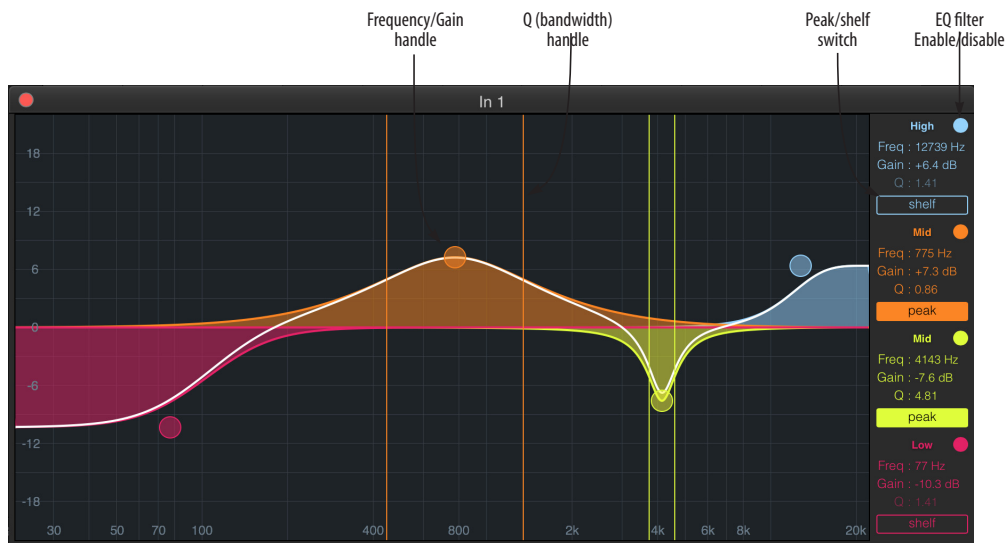 Frequency/Gain
handle
Q (bandwidth)
handle
Peak/shelf
switch
EQ filter
Enable/disable
In 1
18
12
6
0
-6
-12
-18
30
50
70
100
400
800
2k
4k
6k
8k
20k
High
Freq : 12739 Hz
Gain : +6.4 dB
Q : 1.41
shelf
Mid
Freq : 775 Hz
Gain : +7.3 dB
Q : 0.86
peak
Mid
Freq : 4143 Hz
Gain : -7.6 dB
Q : 4.81
peak
Low
Freq : 77 Hz
Gain : -10.3 dB
Q : 1.41
shelf